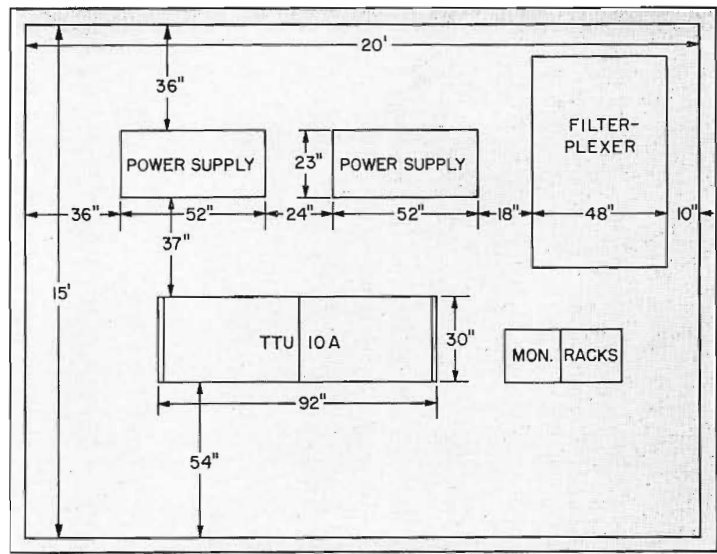 20'
36"
FILTER-
PLEXER
POWER SUPPLY
23"
POWER SUPPLY
36"
52"
24"
52"
18"
48"
10"
37"
15'
TTU 10A
30"
MON. RACKS
92"
54"